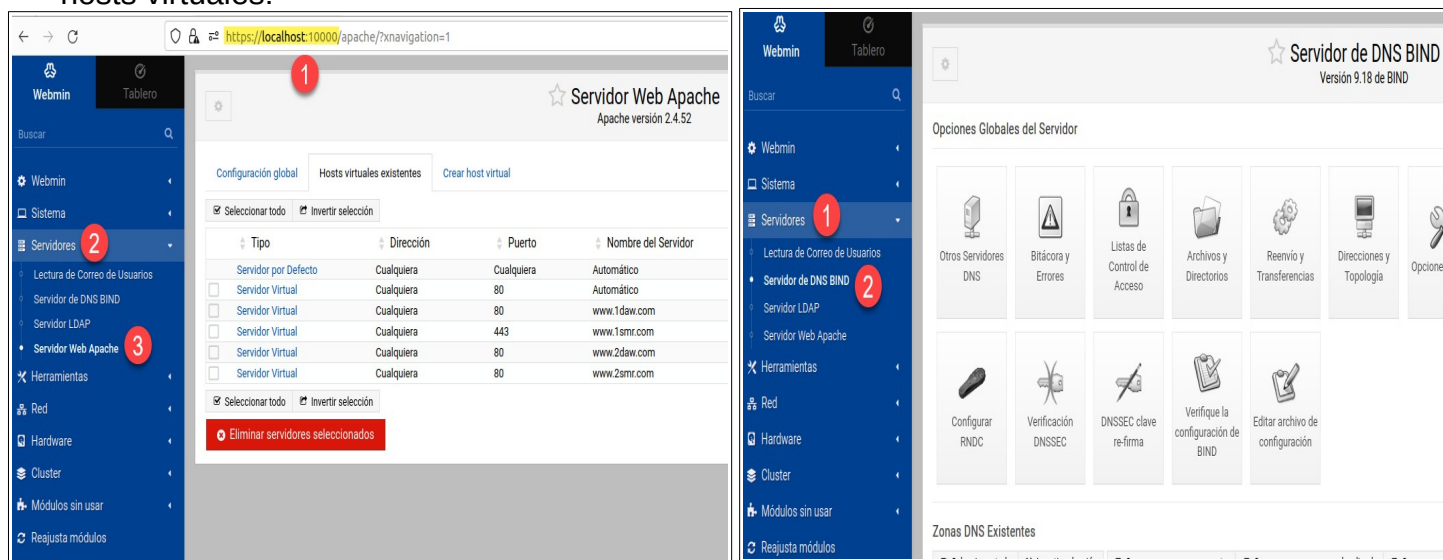 hosts virtuales.
https://localhost:10000/apache/?xnavigation=1
1
Webmin
Tablero
Buscar
Webmin
Sistema
Servidores
2
Lectura de Correo de Usuarios
Servidor de DNS BIND
Servidor LDAP
Servidor Web Apache
3
Herramientas
Red
Hardware
Cluster
Módulos sin usar
Reajusta módulos
Servidor Web Apache
Apache versión 2.4.52
Configuración global Hosts virtuales existentes Crear host virtual
Seleccionar todo Invertir selección
Tipo Dirección Puerto Nombre del Servidor
Servidor por Defecto Cualquiera Cualquiera Automático
Servidor Virtual Cualquiera 80 Automático
Servidor Virtual Cualquiera 80 www.1daw.com
Servidor Virtual Cualquiera 443 www.1smr.com
Servidor Virtual Cualquiera 80 www.2daw.com
Servidor Virtual Cualquiera 80 www.2smr.com
Seleccionar todo Invertir selección
Eliminar servidores seleccionados
Webmin
Tablero
Buscar
Webmin
Sistema
Servidores
1
Lectura de Correo de Usuarios
Servidor de DNS BIND
2
Servidor LDAP
Servidor Web Apache
Herramientas
Red
Hardware
Cluster
Módulos sin usar
Reajusta módulos
Servidor de DNS BIND
Versión 9.18 de BIND
Opciones Globales del Servidor
Otros Servidores
DNS
Bitácora y
Errores
Listas de
Control de
Acceso
Archivos y
Directorios
Reenvío y
Transferencias
Direcciones y
Topología
Opcione
Configurar
RNDC
Verificación
DNSSEC
DNSSEC clave
re-firma
Verifique la
configuración de
BIND
Editar archivo de
configuración
Zonas DNS Existentes